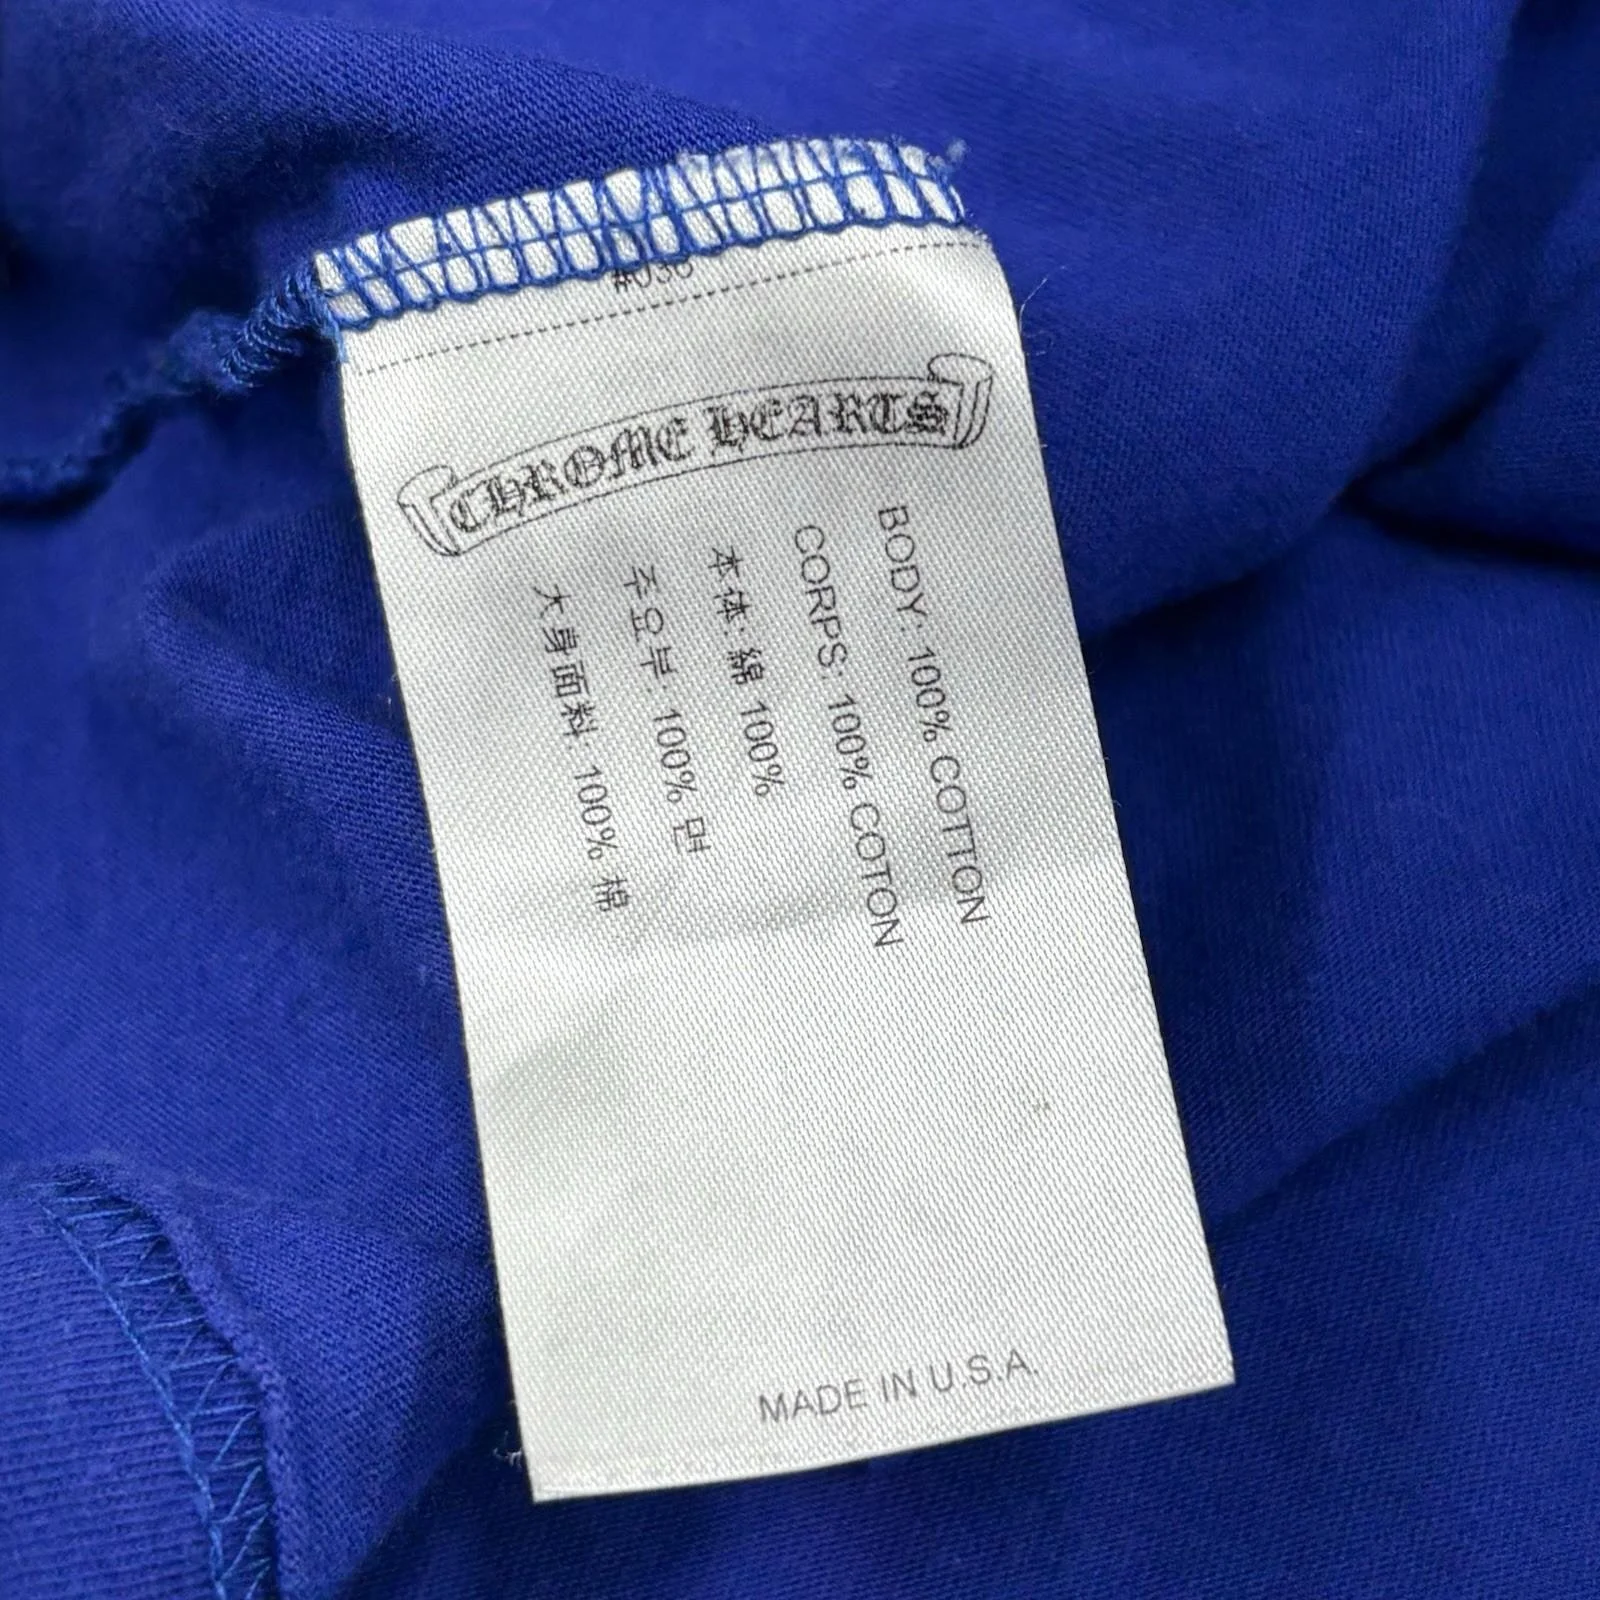 CHROME HEARTS
BODY: 100% COTTON
CORPS: 100% COTON
本体: 綿 100%
주요부: 100% 면
大身面料: 100% 棉
MADE IN U.S.A.